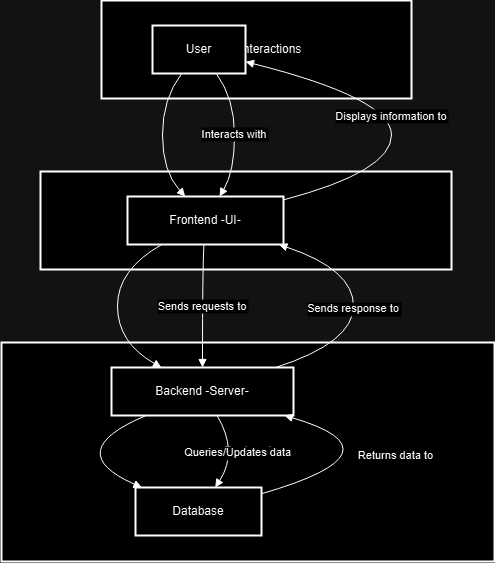 User
nteractions
Displays information to
Interacts with
Frontend -UI-
Sends requests to
Sends response to
Backend -Server-
Queries/Updates data
Returns data to
Database